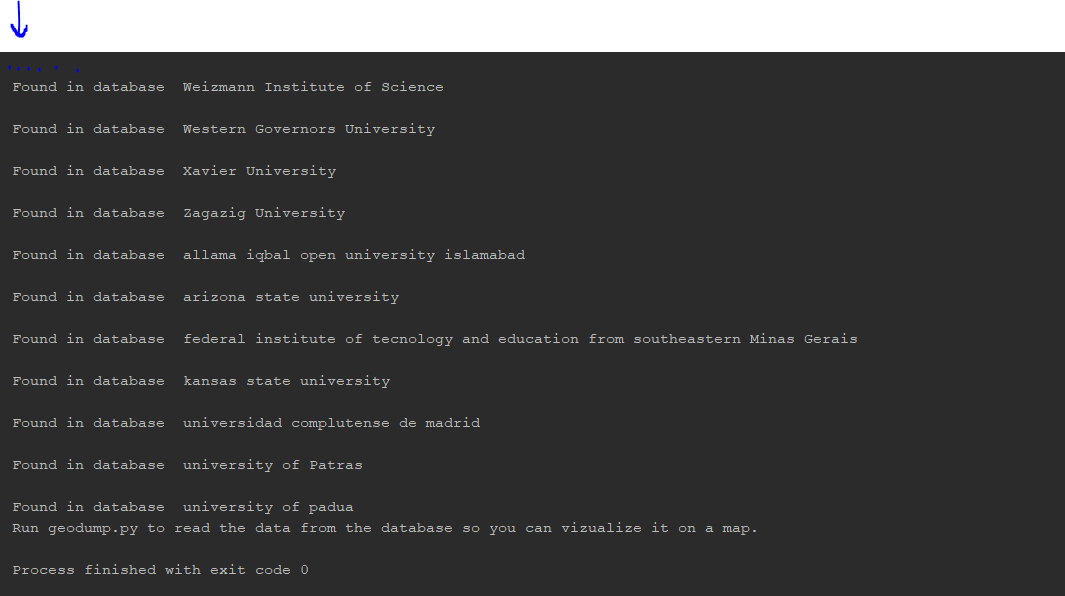 Found in database  Weizmann Institute of Science
Found in database  Western Governors University
Found in database  Xavier University
Found in database  Zagazig University
Found in database  allama iqbal open university islamabad
Found in database  arizona state university
Found in database  federal institute of tecnology and education from southeastern Minas Gerais
Found in database  kansas state university
Found in database  universidad complutense de madrid
Found in database  university of Patras
Found in database  university of padua
Run geodump.py to read the data from the database so you can vizualize it on a map.
Process finished with exit code 0